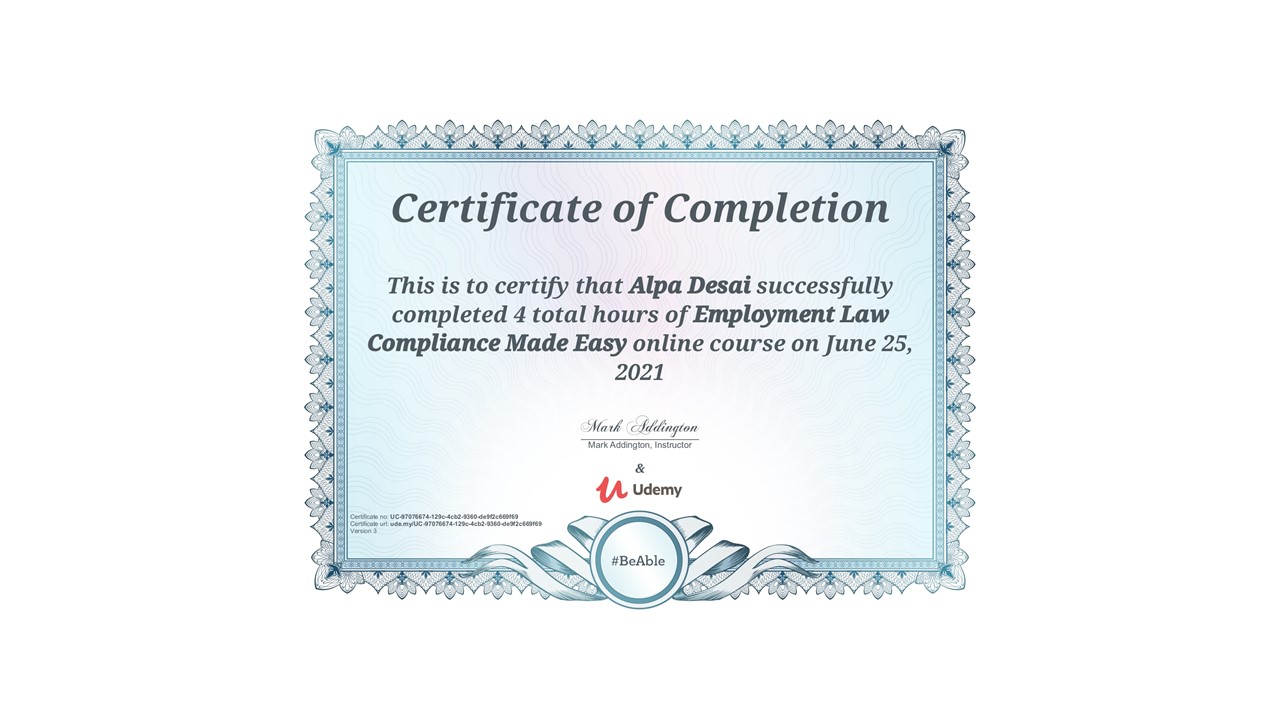 Certificate of Completion
This is to certify that Alpa Desai successfully
completed 4 total hours of Employment Law
Compliance Made Easy online course on June 25,
2021
Mark Addington
Mark Addington, Instructor
&
Udemy
Certificate no: UC-97076674-129c-4cb2-9360-de9f2c669f69
Certificate url: ude.my/UC-97076674-129c-4cb2-9360-de9f2c669f69
Version 3
#BeAble